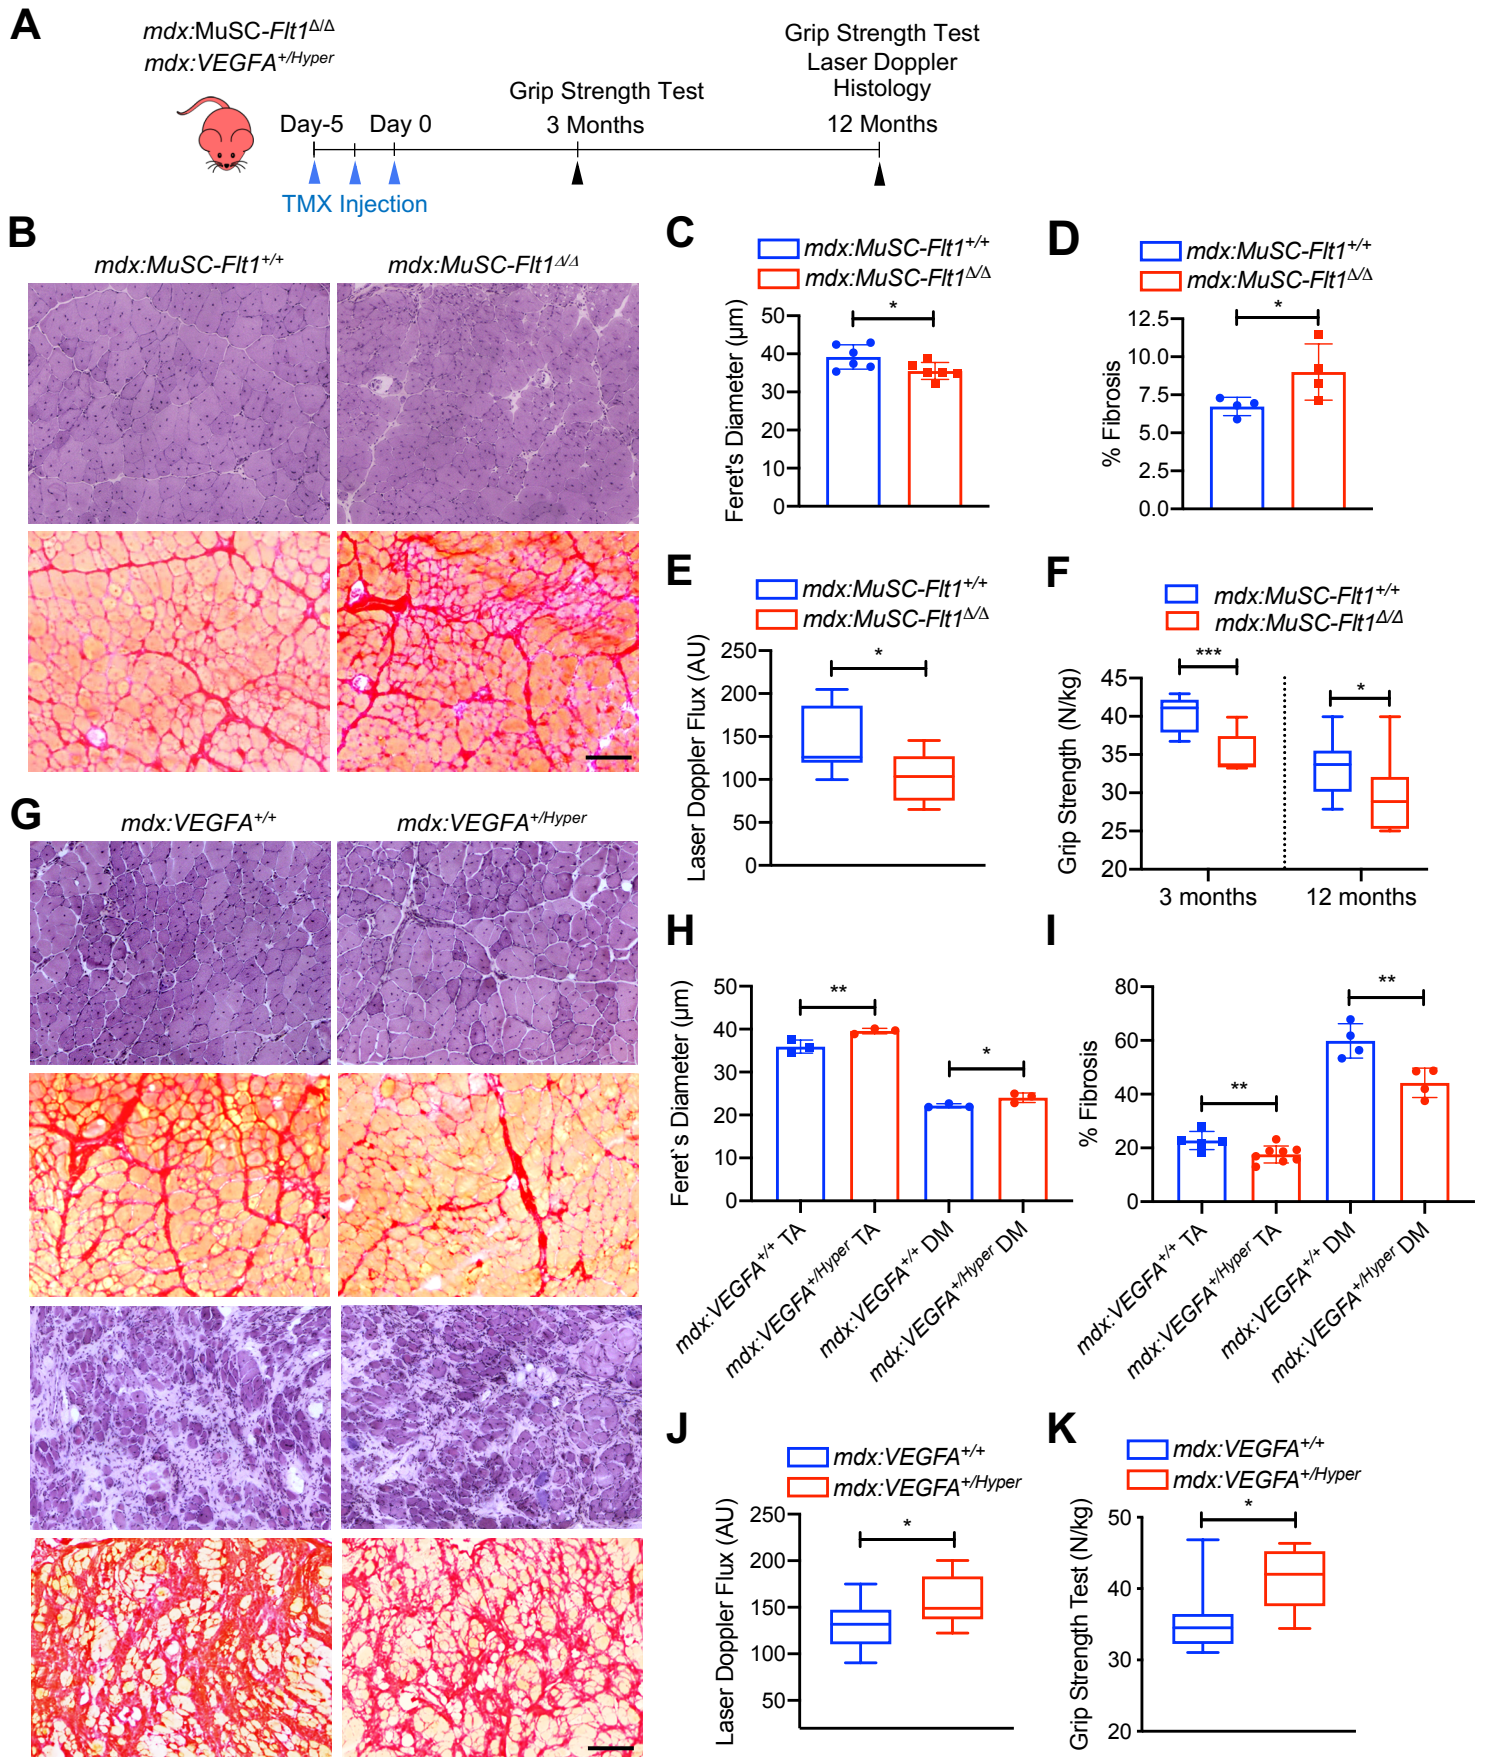 A
mdx:MuSC-Flt1Δ/Δ
mdx:VEGFA+/Hyper
Day-5 Day 0
TMX Injection
Grip Strength Test
3 Months
Grip Strength Test
Laser Doppler
Histology
12 Months
B
mdx:MuSC-Flt1+/+ mdx:MuSC-Flt1Δ/Δ
C
mdx:MuSC-Flt1+/+
mdx:MuSC-Flt1Δ/Δ
Feret's Diameter (μm)
50
40
30
20
10
0
*
D
mdx:MuSC-Flt1+/+
mdx:MuSC-Flt1Δ/Δ
% Fibrosis
12.5
10.0
7.5
5.0
2.5
0.0
*
E
mdx:MuSC-Flt1+/+
mdx:MuSC-Flt1Δ/Δ
Laser Doppler Flux (AU)
250
200
150
100
50
0
*
F
mdx:MuSC-Flt1+/+
mdx:MuSC-Flt1Δ/Δ
Grip Strength (N/kg)
45
40
35
30
25
20
***
*
3 months 12 months
G
mdx:VEGFA+/+ mdx:VEGFA+/Hyper
H
Feret`s Diameter (μm)
50
40
30
20
10
0
**
*
mdx:VEGFA+/+ TA
mdx:VEGFA+/Hyper TA
mdx:VEGFA+/+ DM
mdx:VEGFA+/Hyper DM
I
% Fibrosis
80
60
40
20
0
**
**
mdx:VEGFA+/+ TA
mdx:VEGFA+/Hyper TA
mdx:VEGFA+/+ DM
mdx:VEGFA+/Hyper DM
J
mdx:VEGFA+/+
mdx:VEGFA+/Hyper
Laser Doppler Flux (AU)
250
200
150
100
50
*
K
mdx:VEGFA+/+
mdx:VEGFA+/Hyper
Grip Strength Test (N/kg)
50
40
30
20
*